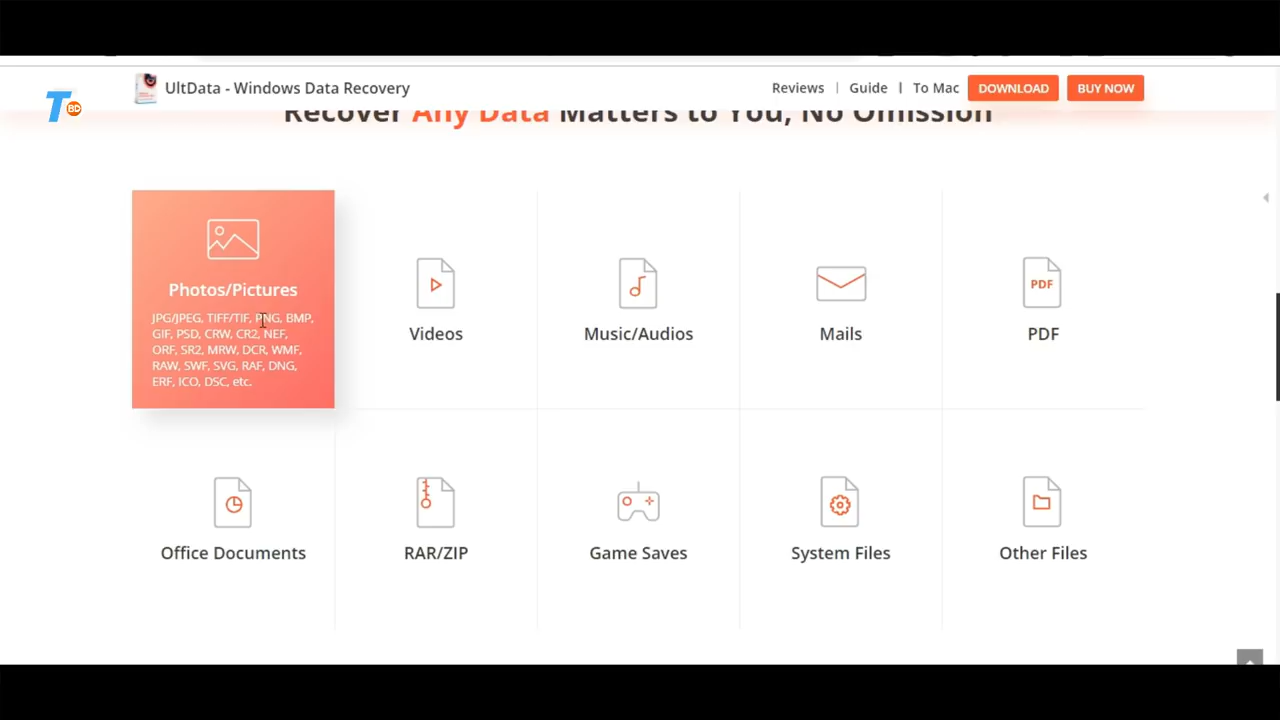 UltData - Windows Data Recovery
Reviews | Guide | To Mac DOWNLOAD BUY NOW
T BD
Recover Any Data Matters to You, No Omission
Photos/Pictures
JPG/JPEG, TIFF/TIF, PNG, BMP,
GIF, PSD, CRW, CR2, NEF,
ORF, SR2, MRW, DCR, WMF,
RAW, SWF, SVG, RAF, DNG,
ERF, ICO, DSC, etc.
Videos
Music/Audios
Mails
PDF
PDF
Office Documents
RAR/ZIP
Game Saves
System Files
Other Files